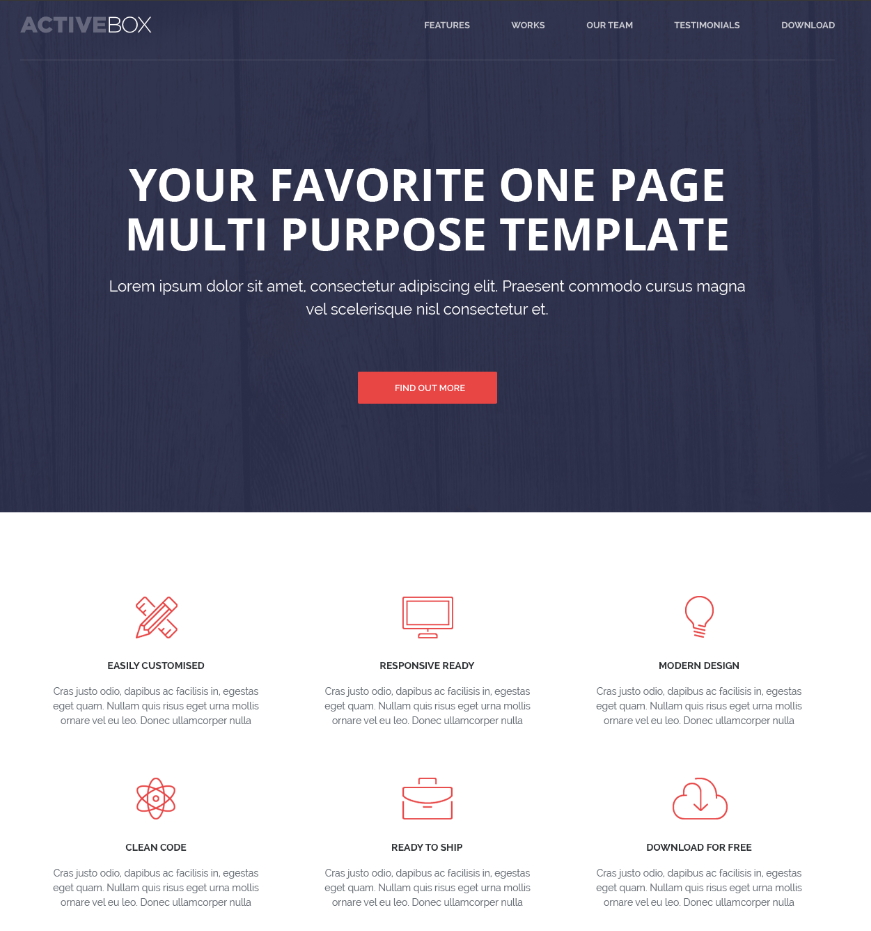 ACTIVEBOX
FEATURES WORKS OUR TEAM TESTIMONIALS DOWNLOAD
YOUR FAVORITE ONE PAGE
MULTI PURPOSE TEMPLATE
Lorem ipsum dolor sit amet, consectetur adipiscing elit. Praesent commodo cursus magna
vel scelerisque nisl consectetur et.
FIND OUT MORE
EASILY CUSTOMISED
Cras justo odio, dapibus ac facilisis in, egestas
eget quam. Nullam quis risus eget urna mollis
ornare vel eu leo. Donec ullamcorper nulla
RESPONSIVE READY
Cras justo odio, dapibus ac facilisis in, egestas
eget quam. Nullam quis risus eget urna mollis
ornare vel eu leo. Donec ullamcorper nulla
MODERN DESIGN
Cras justo odio, dapibus ac facilisis in, egestas
eget quam. Nullam quis risus eget urna mollis
ornare vel eu leo. Donec ullamcorper nulla
CLEAN CODE
Cras justo odio, dapibus ac facilisis in, egestas
eget quam. Nullam quis risus eget urna mollis
ornare vel eu leo. Donec ullamcorper nulla
READY TO SHIP
Cras justo odio, dapibus ac facilisis in, egestas
eget quam. Nullam quis risus eget urna mollis
ornare vel eu leo. Donec ullamcorper nulla
DOWNLOAD FOR FREE
Cras justo odio, dapibus ac facilisis in, egestas
eget quam. Nullam quis risus eget urna mollis
ornare vel eu leo. Donec ullamcorper nulla